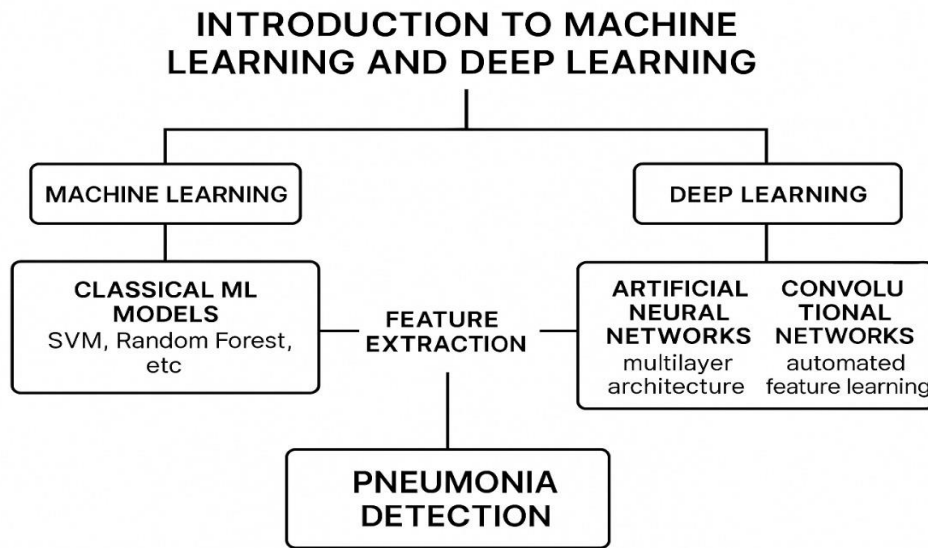 INTRODUCTION TO MACHINE
LEARNING AND DEEP LEARNING
MACHINE LEARNING
DEEP LEARNING
CLASSICAL ML
MODELS
SVM, Random Forest,
etc
FEATURE
EXTRACTION
ARTIFICIAL
NEURAL
NETWORKS
multilayer
architecture
CONVOLU
TIONAL
NETWORKS
automated
feature learning
PNEUMONIA
DETECTION